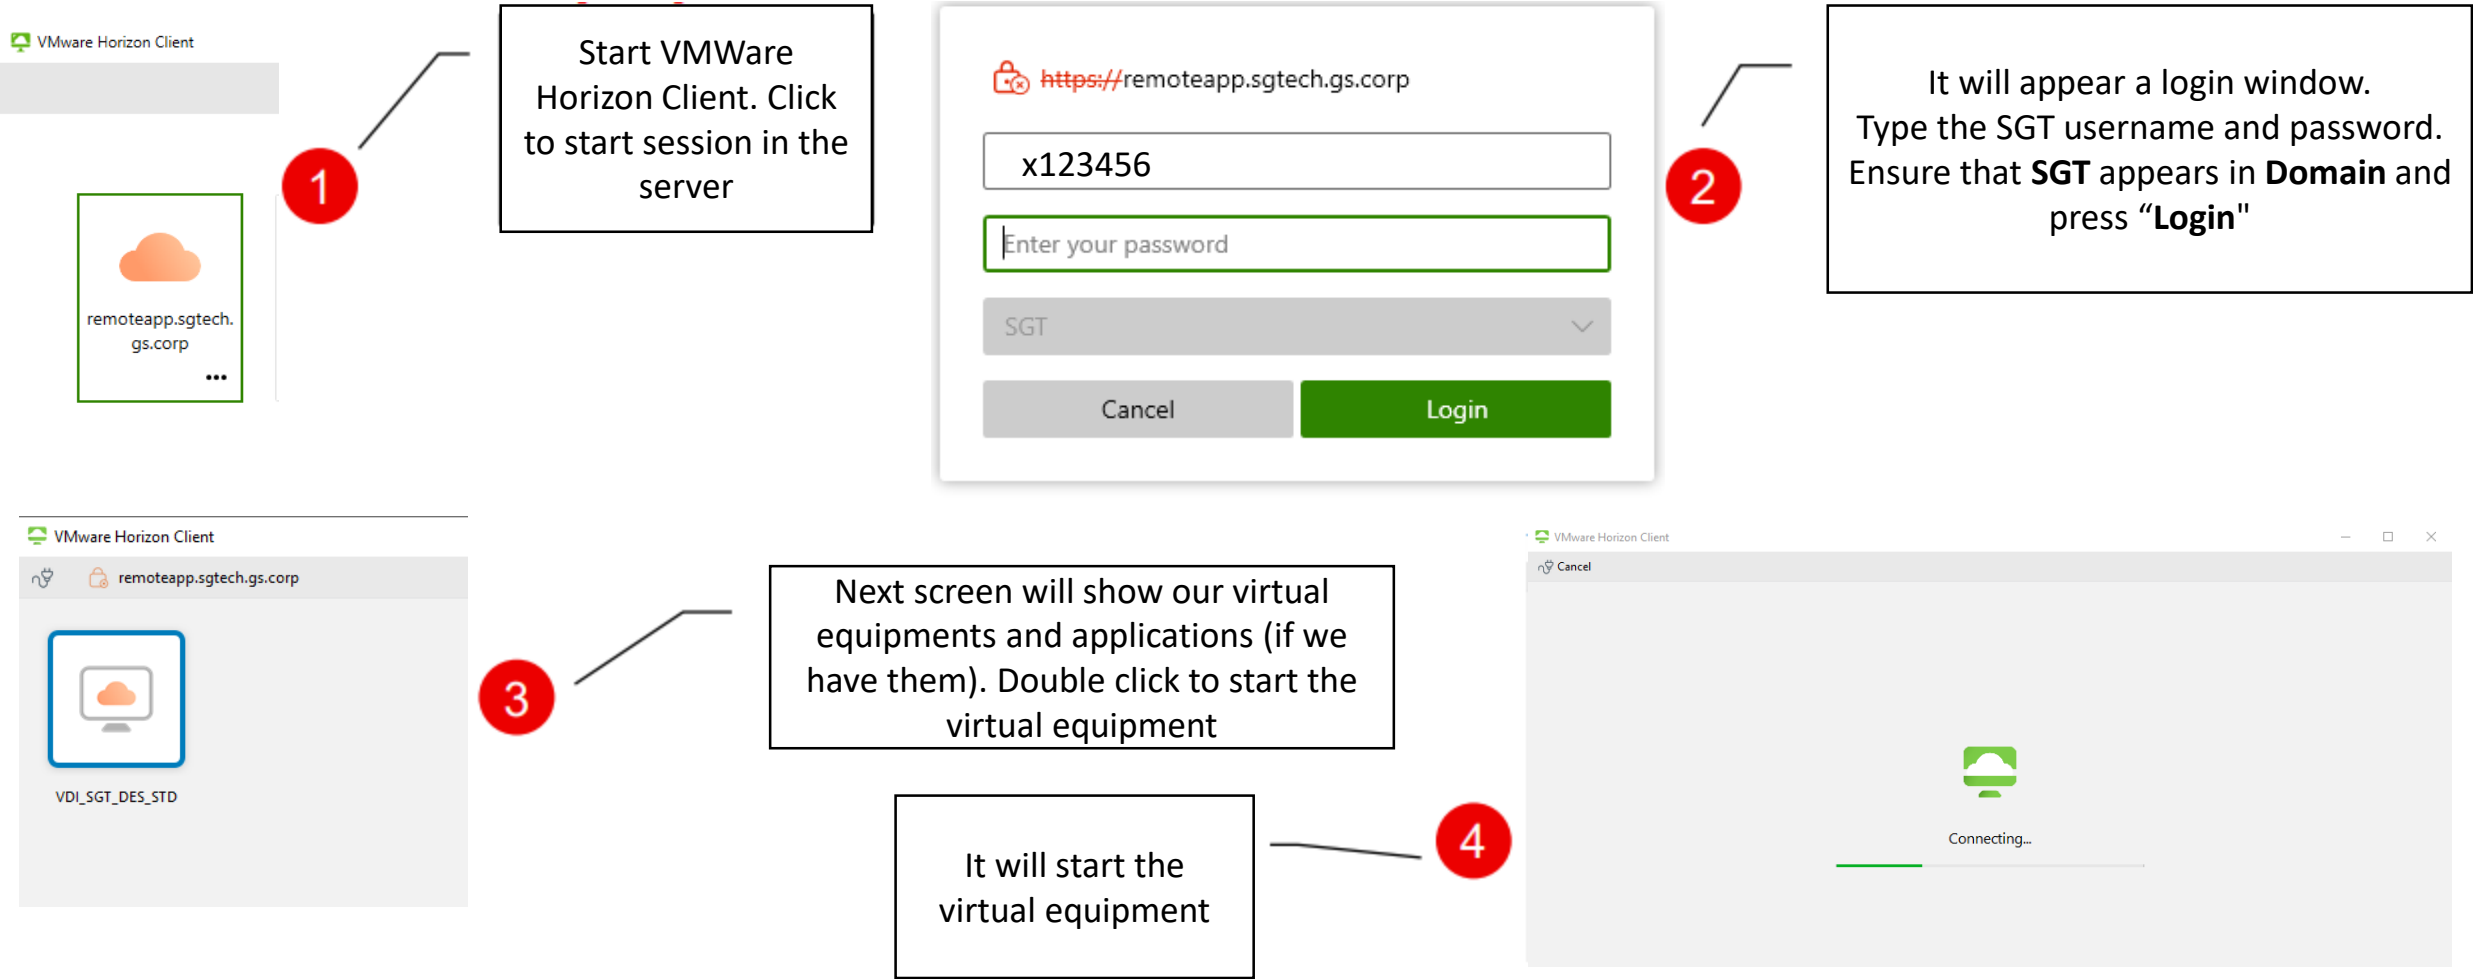 VMware Horizon Client
remoteapp.sgtech.
gs.corp
•••
1
Start VMWare
Horizon Client. Click
to start session in the
server
https://remoteapp.sgtech.gs.corp
x123456
Enter your password
SGT
Cancel
Login
2
It will appear a login window.
Type the SGT username and password.
Ensure that SGT appears in Domain and
press “Login"
VMware Horizon Client
remoteapp.sgtech.gs.corp
VDI_SGT_DES_STD
3
Next screen will show our virtual
equipments and applications (if we
have them). Double click to start the
virtual equipment
It will start the
virtual equipment
4
VMware Horizon Client
Cancel
Connecting...